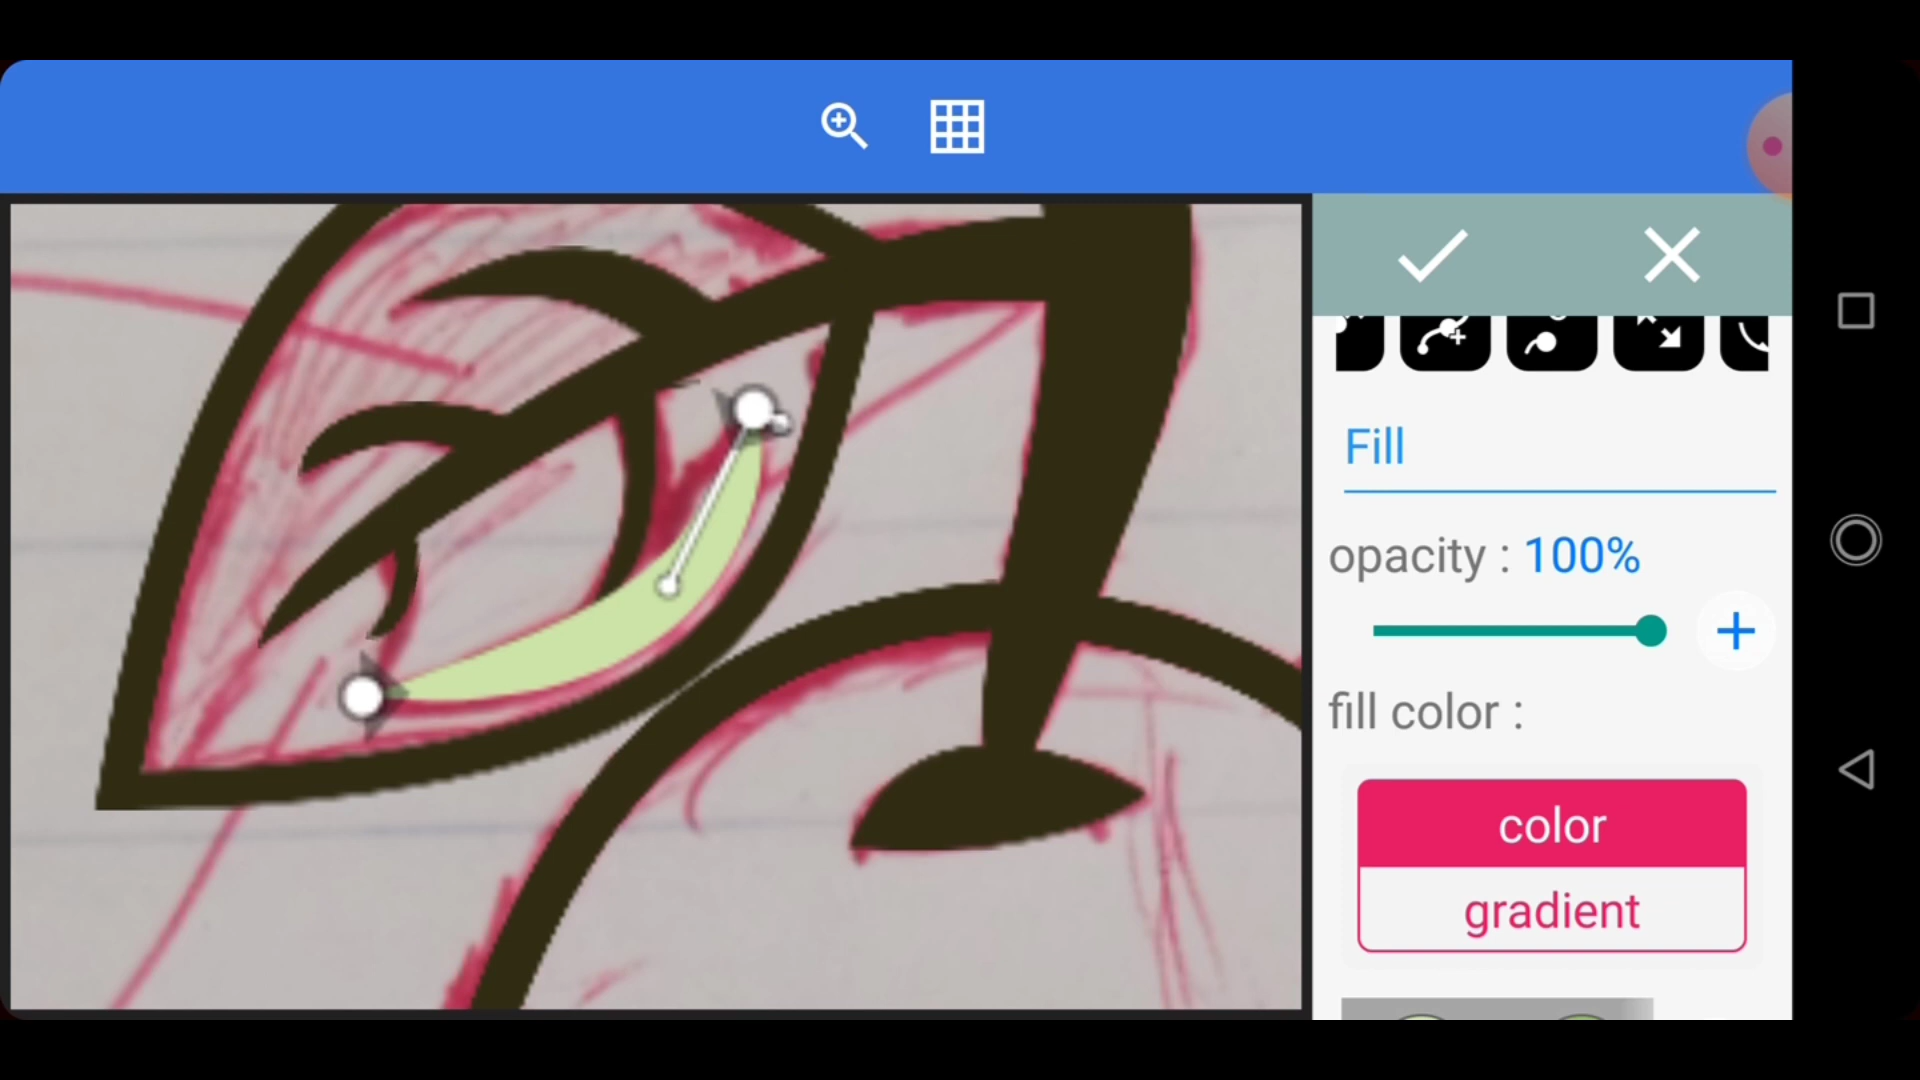 Fill
opacity : 100%
fill color :
color
gradient